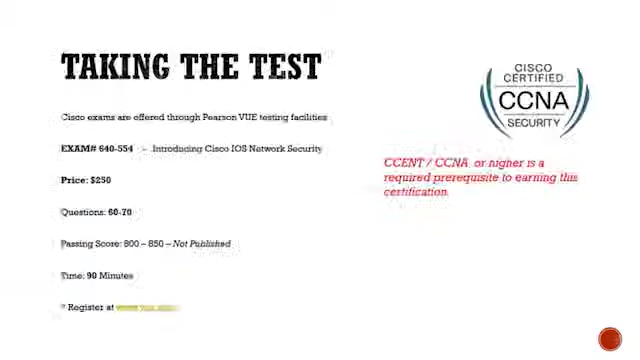 TAKING THE TEST
CISCO
CERTIFIED
CCNA
SECURITY
Cisco exams are offered through Pearson VUE testing facilities
EXAM# 640-554 - Introducing Cisco IOS Network Security
CCENT / CCNA or higher is a
required prerequisite to earning this
certification.
Price: $250
Questions: 60-70
Passing Score: 800 – 850 – Not Published
Time: 90 Minutes
* Register at